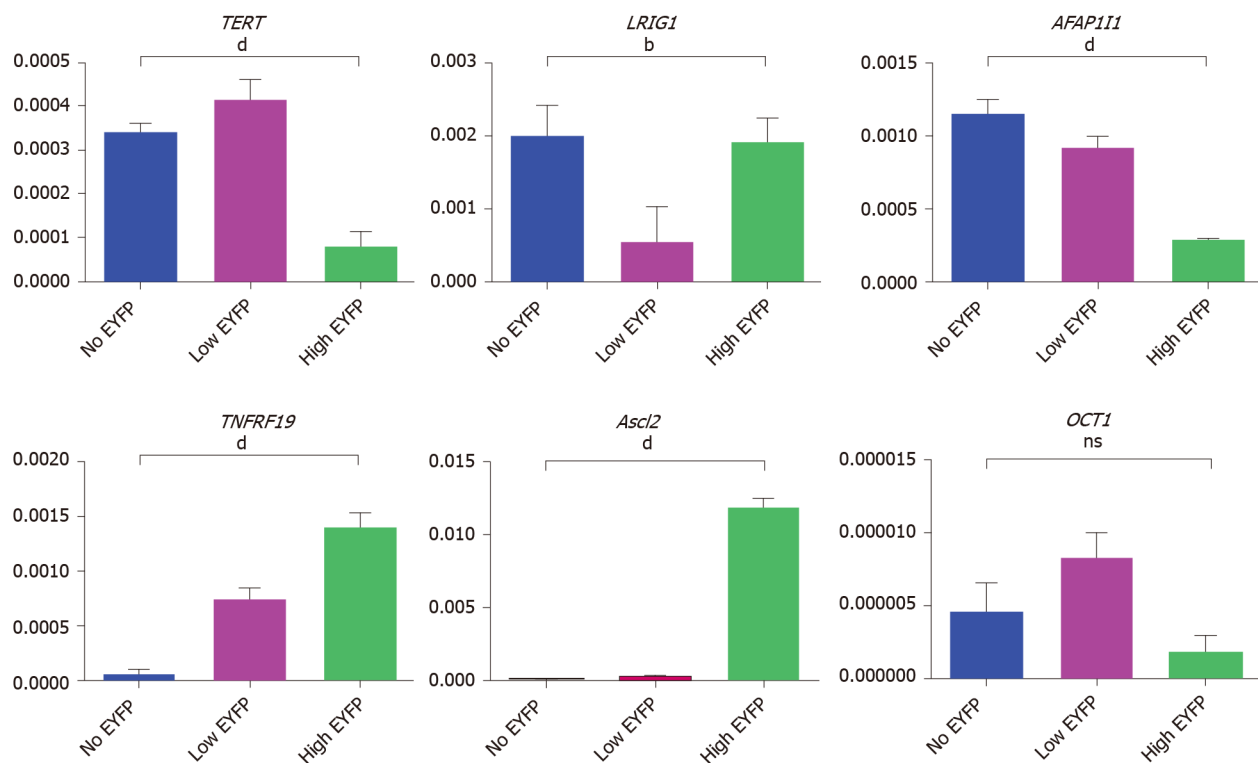 TERT
d
0.0005
0.0004
0.0003
0.0002
0.0001
0.0000
No EYFP
Low EYFP
High EYFP
LRIG1
b
0.003
0.002
0.001
0.000
No EYFP
Low EYFP
High EYFP
AFAP1I1
d
0.0015
0.0010
0.0005
0.0000
No EYFP
Low EYFP
High EYFP
TNFRF19
d
0.0020
0.0015
0.0010
0.0005
0.0000
No EYFP
Low EYFP
High EYFP
Ascl2
d
0.015
0.010
0.005
0.000
No EYFP
Low EYFP
High EYFP
OCT1
ns
0.000015
0.000010
0.000005
0.000000
No EYFP
Low EYFP
High EYFP